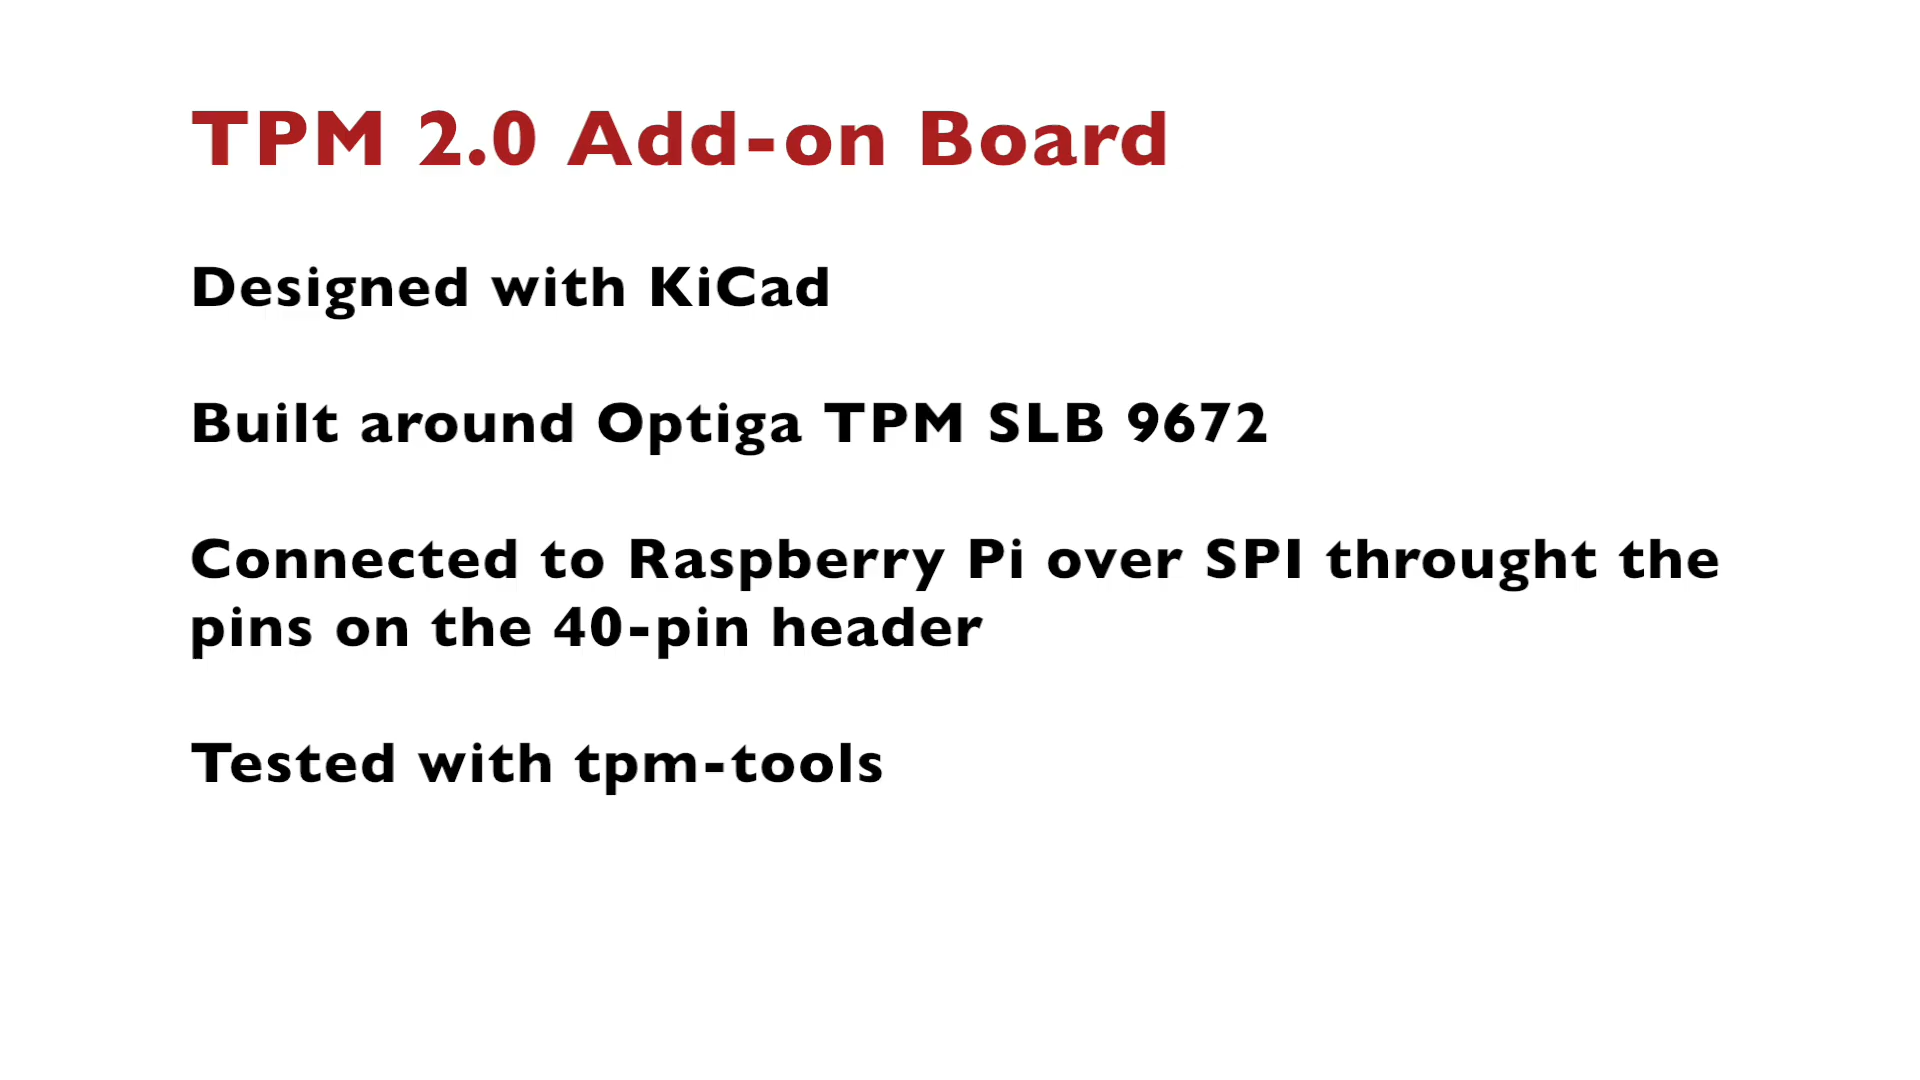 TPM 2.0 Add-on Board
Designed with KiCad
Built around Optiga TPM SLB 9672
Connected to Raspberry Pi over SPI throught the
pins on the 40-pin header
Tested with tpm-tools